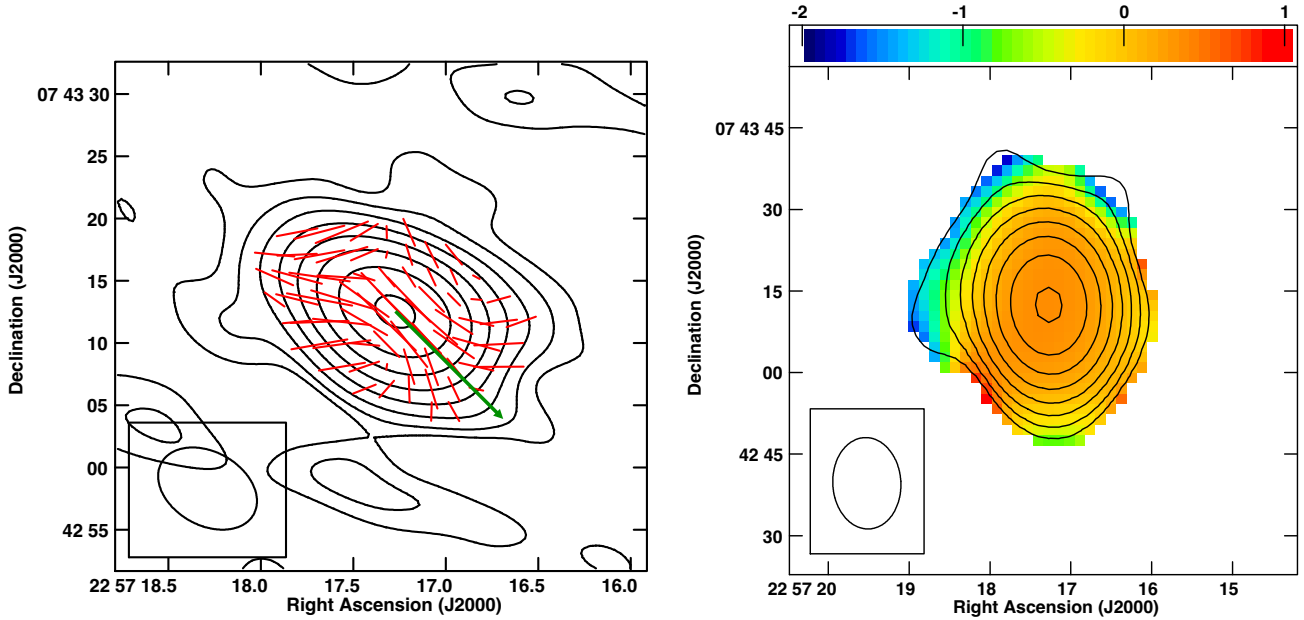 07 43 30
25
20
15
10
05
00
42 55
22 57 18.5 18.0 17.5 17.0 16.5 16.0
Right Ascension (J2000)
Declination (J2000)
-2 -1 0 1
07 43 45
30
15
00
42 45
30
22 57 20 19 18 17 16 15
Right Ascension (J2000)
Declination (J2000)